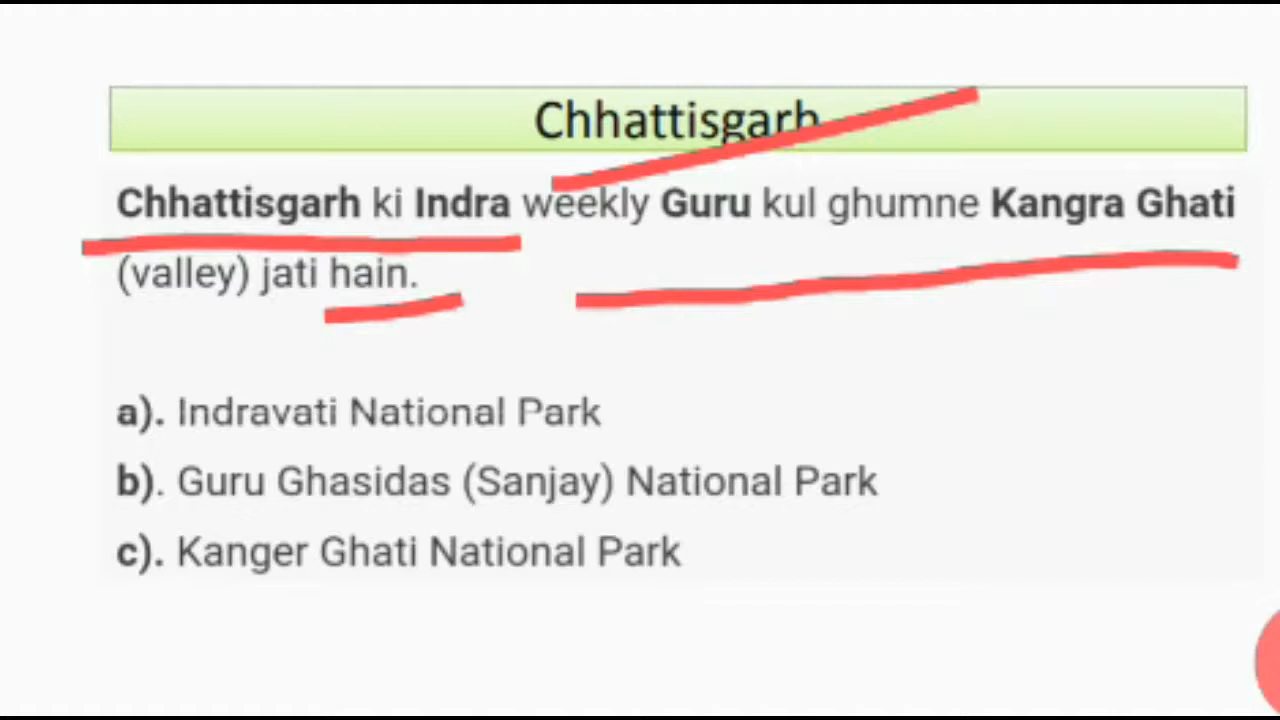 Chhattisgarh
Chhattisgarh ki Indra weekly Guru kul ghumne Kangra Ghati
(valley) jati hain.
a). Indravati National Park
b). Guru Ghasidas (Sanjay) National Park
c). Kanger Ghati National Park